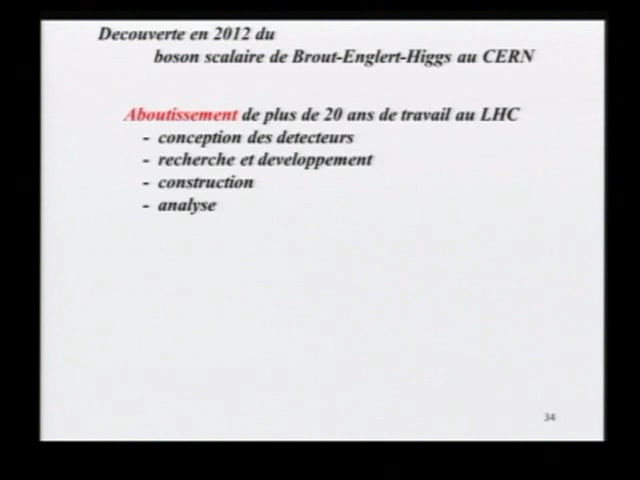 Decouverte en 2012 du
boson scalaire de Brout-Englert-Higgs au CERN
Aboutissement de plus de 20 ans de travail au LHC
- conception des detecteurs
- recherche et developpement
- construction
- analyse
34